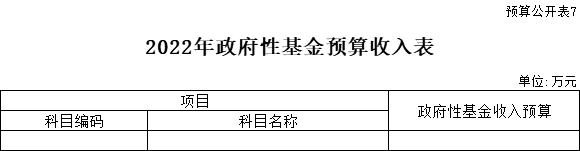 预算公开表7
2022年政府性基金预算收入表
单位:万元
项目
政府性基金收入预算
科目编码 科目名称